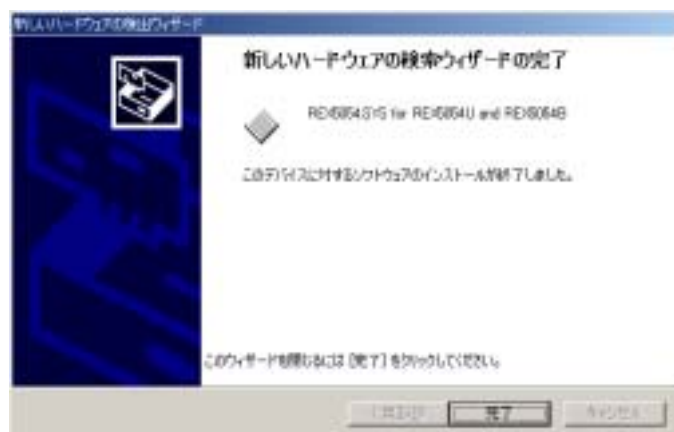 新しいハードウェアの検出ウィザード
新しいハードウェアの検索ウィザードの完了
REX5054.SYS for REX5054U and REX5054B
このデバイスに対するソフトウェアのインストールが終了しました。
このウィザードを閉じるには [完了] をクリックしてください。
完了
キャンセル